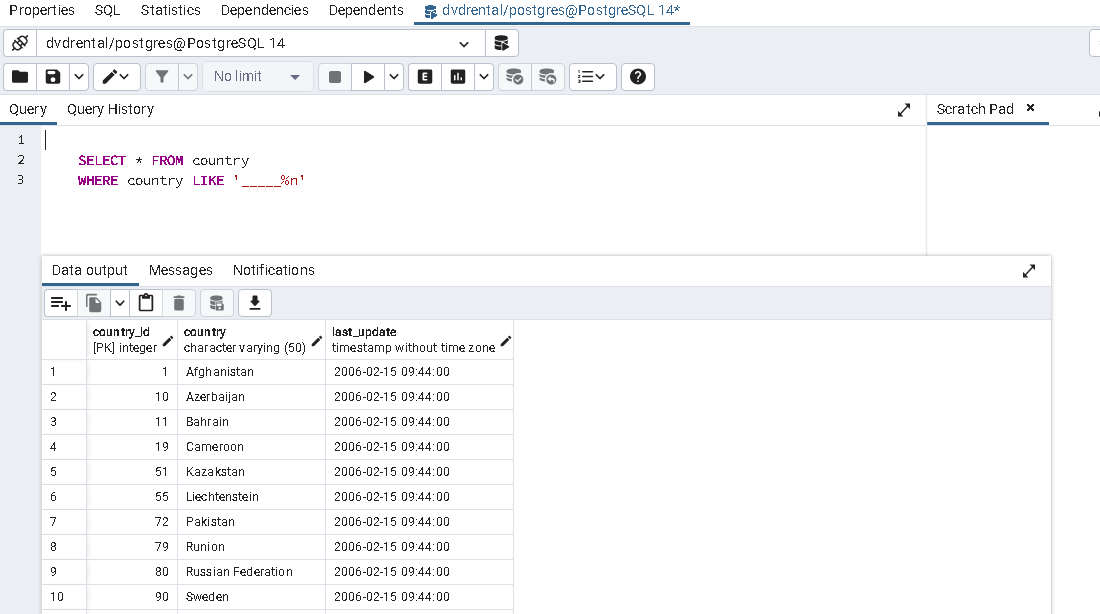 Properties SQL Statistics Dependencies Dependents dvdrental/postgres@PostgreSQL 14*
dvdrental/postgres@PostgreSQL 14
No limit
E
?
Query Query History
Scratch Pad
1
2 SELECT * FROM country
3 WHERE country LIKE '_____%n'
Data output Messages Notifications
country_id country last_update
[PK] integer character varying (50) timestamp without time zone
1 1 Afghanistan 2006-02-15 09:44:00
2 10 Azerbaijan 2006-02-15 09:44:00
3 11 Bahrain 2006-02-15 09:44:00
4 19 Cameroon 2006-02-15 09:44:00
5 51 Kazakstan 2006-02-15 09:44:00
6 55 Liechtenstein 2006-02-15 09:44:00
7 72 Pakistan 2006-02-15 09:44:00
8 79 Runion 2006-02-15 09:44:00
9 80 Russian Federation 2006-02-15 09:44:00
10 90 Sweden 2006-02-15 09:44:00